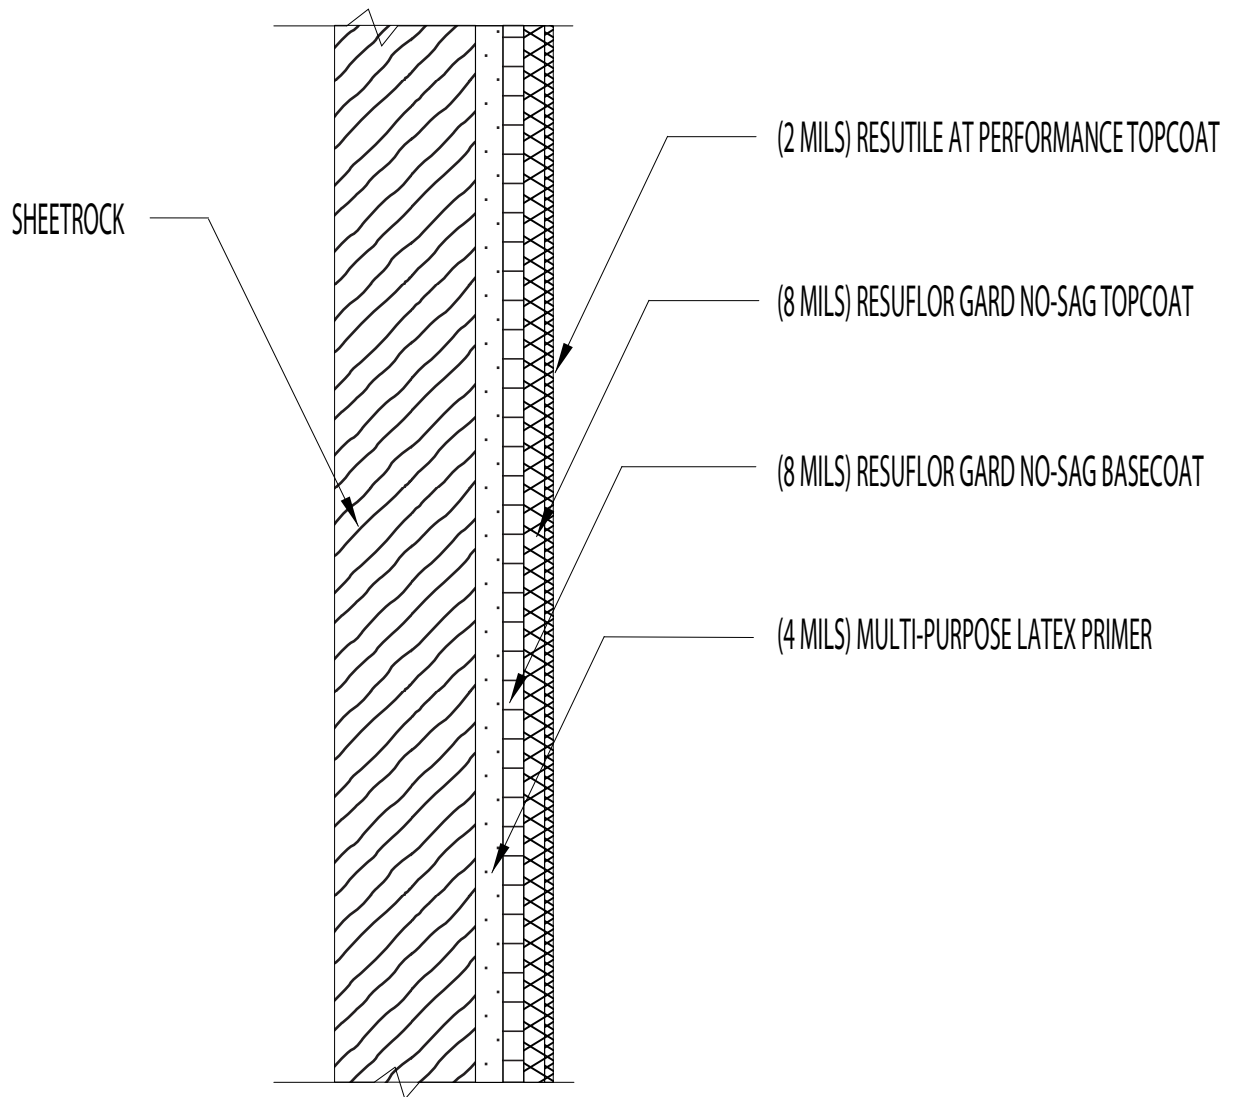 (2 MILS) RESUTILE AT PERFORMANCE TOPCOAT
SHEETROCK
(8 MILS) RESUFLOR GARD NO-SAG TOPCOAT
(8 MILS) RESUFLOR GARD NO-SAG BASECOAT
(4 MILS) MULTI-PURPOSE LATEX PRIMER